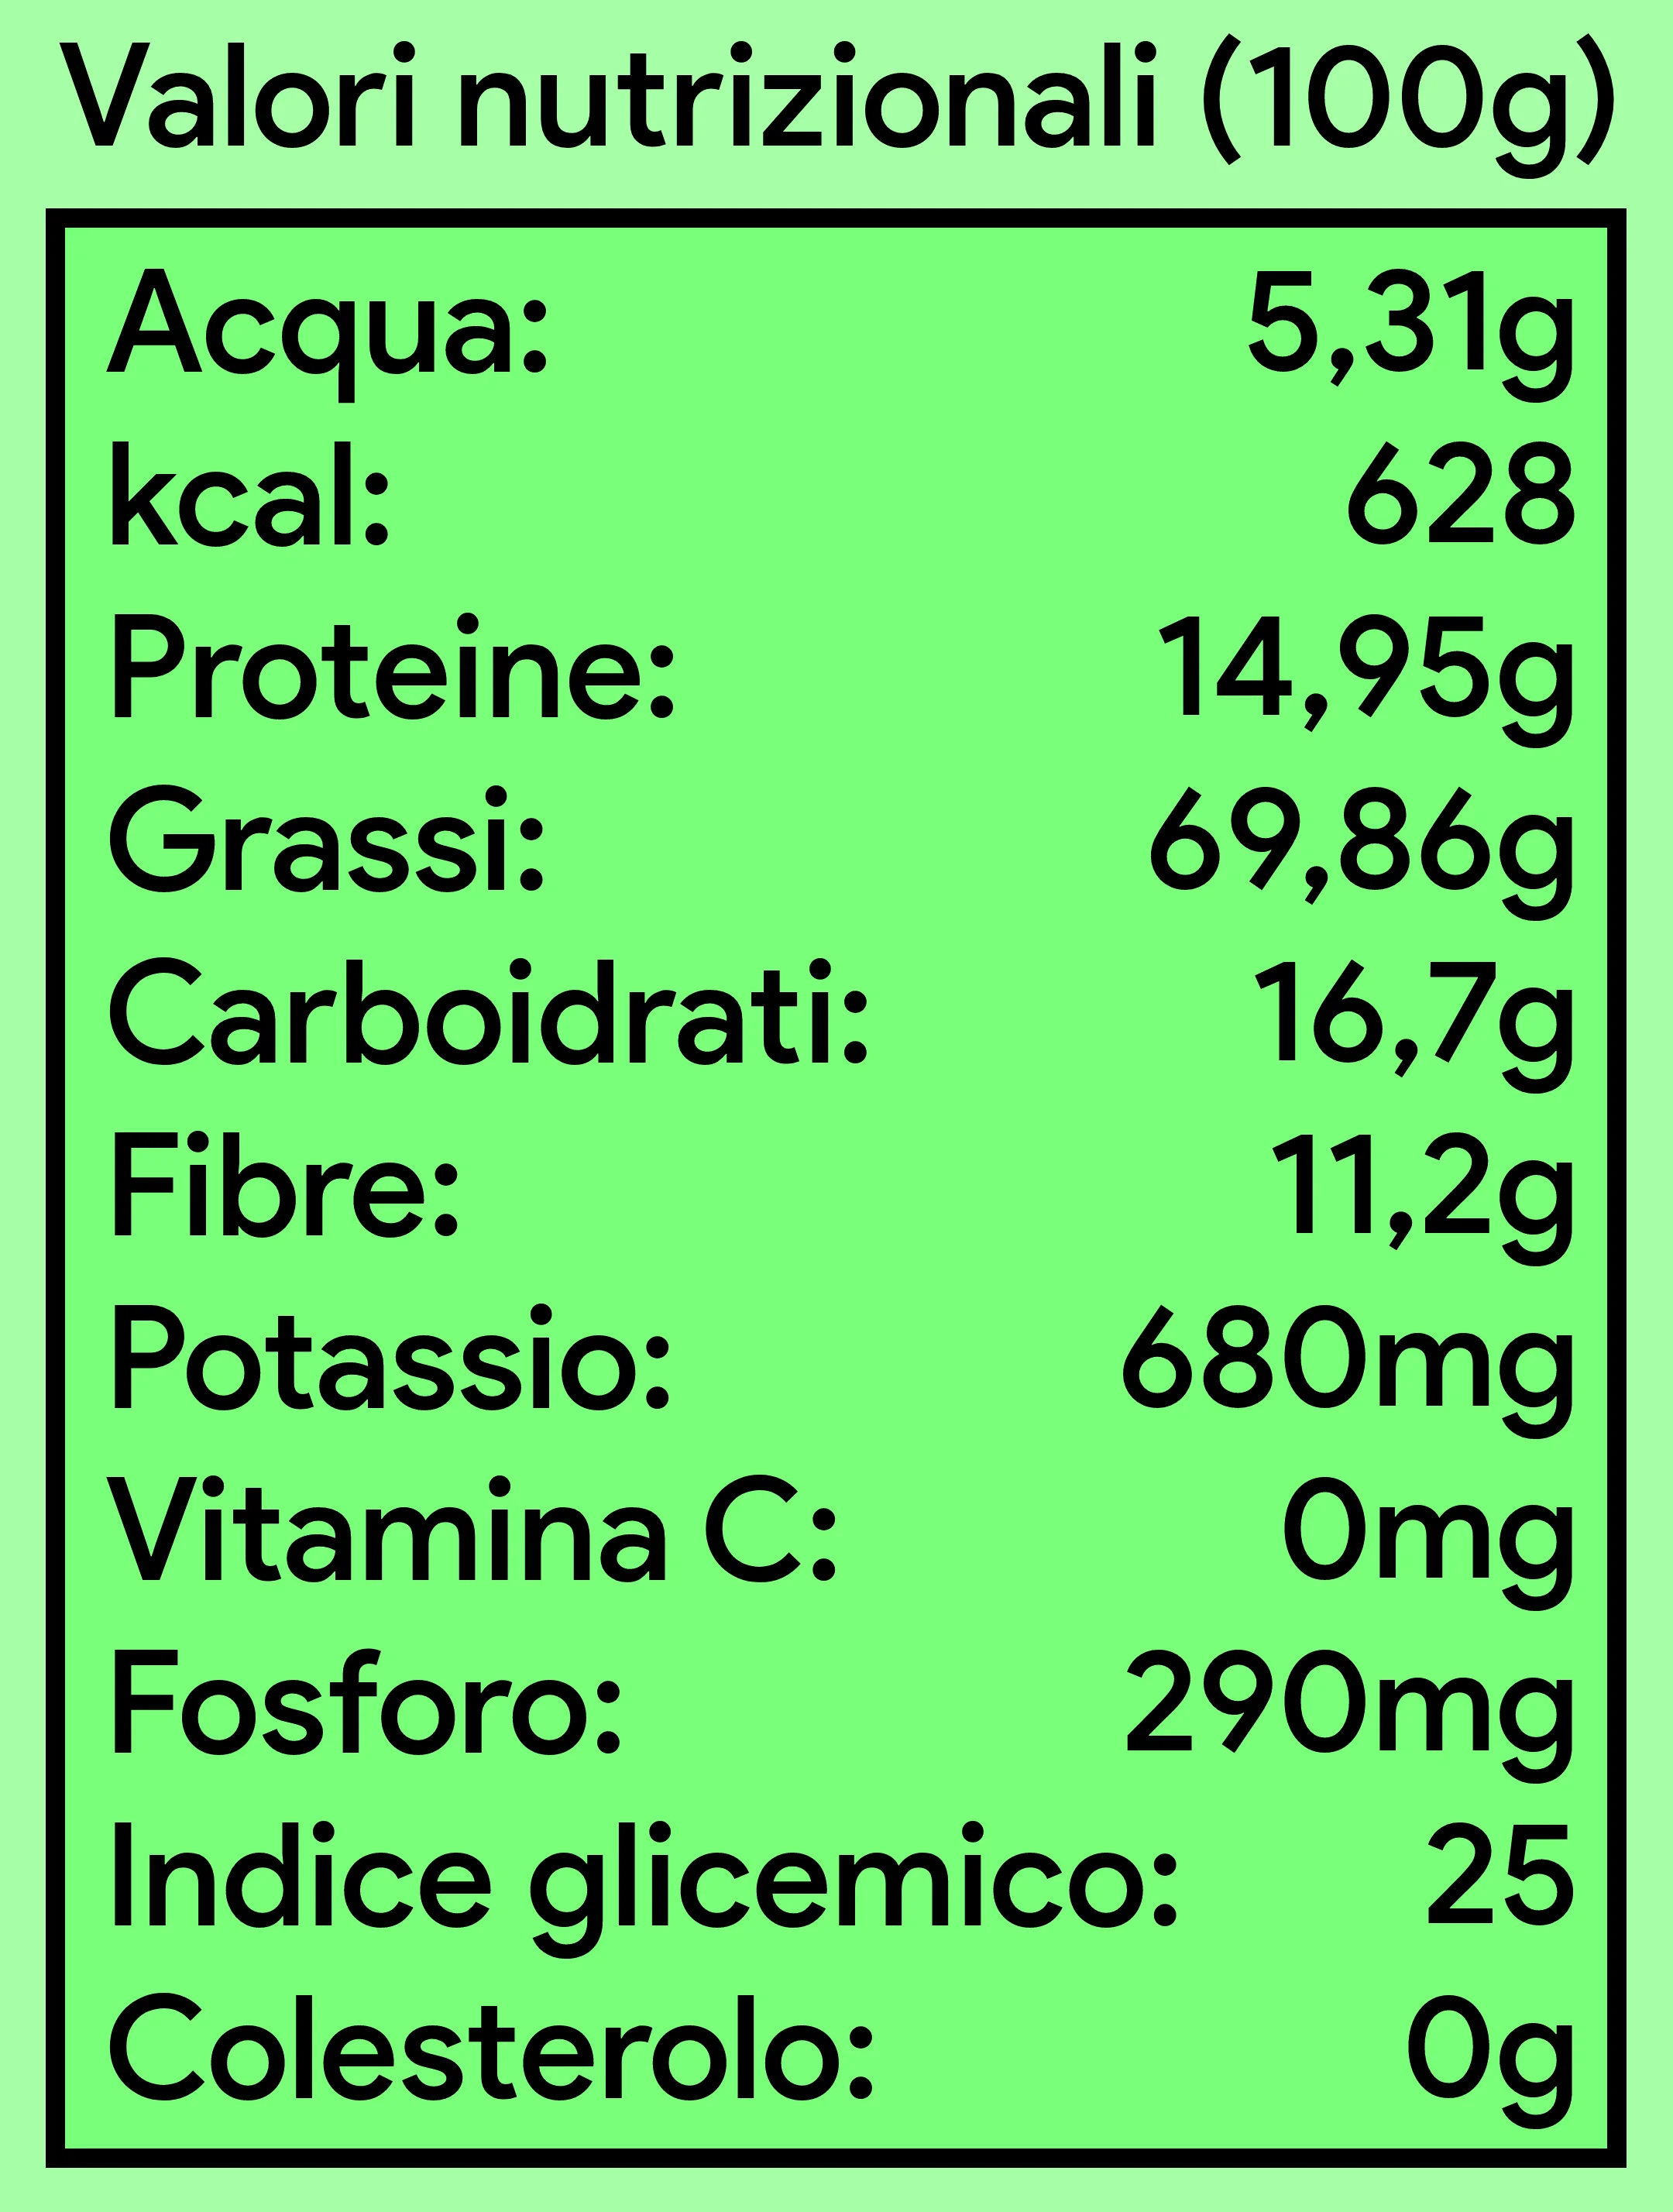 Valori nutrizionali (100g)
Acqua: 5,31g
kcal: 628
Proteine: 14,95g
Grassi: 69,86g
Carboidrati: 16,7g
Fibre: 11,2g
Potassio: 680mg
Vitamina C: 0mg
Fosforo: 290mg
Indice glicemico: 25
Colesterolo: 0g